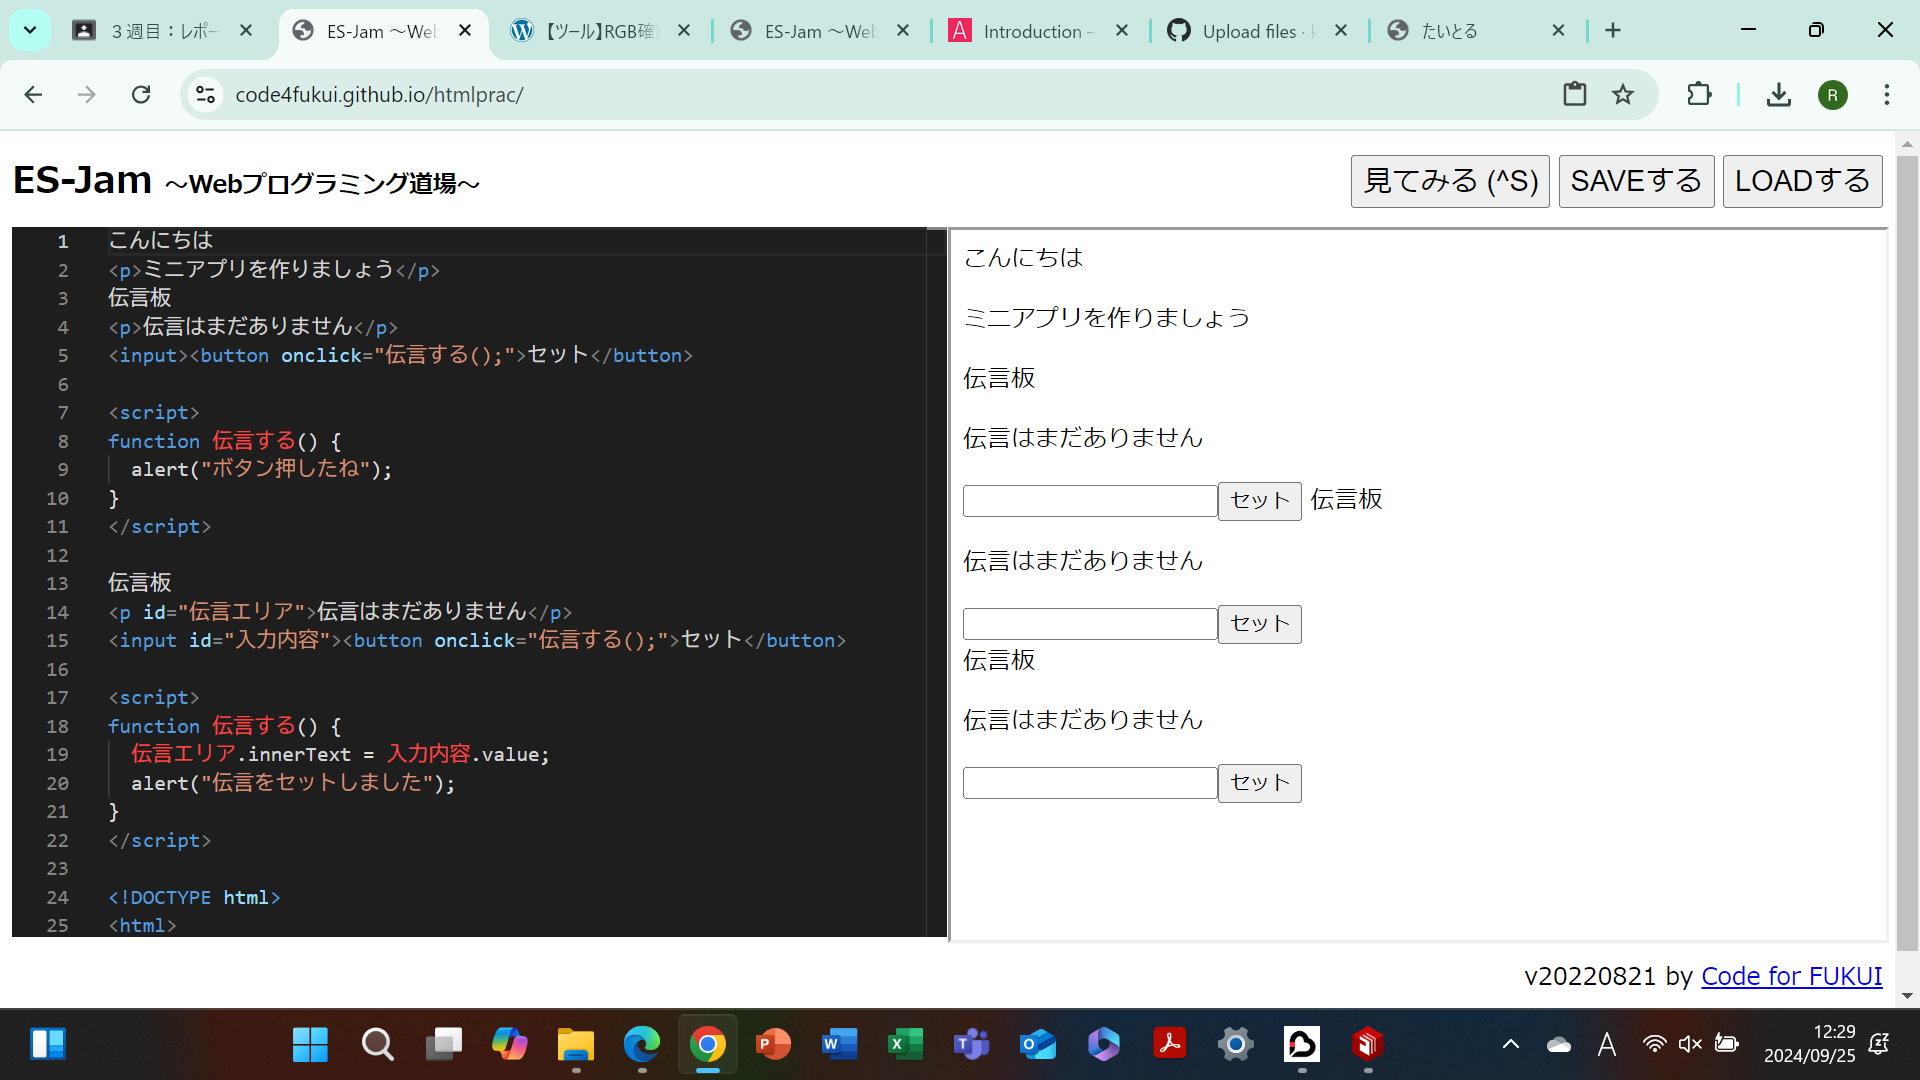 3 週目：レポー
ES-Jam ～Web
【ツール】RGB確認
ES-Jam ～Web
Introduction -
Upload files ·
たいとる
code4fukui.github.io/htmlprac/
R
ES-Jam ～Webプログラミング道場～
見てみる (^S)
SAVEする
LOADする
1 こんにちは
2 <p>ミニアプリを作りましょう</p>
3 伝言板
4 <p>伝言はまだありません</p>
5 <input><button onclick="伝言する();">セット</button>
6
7 <script>
8 function 伝言する() {
9 alert("ボタン押したね");
10 }
11 </script>
12
13 伝言板
14 <p id="伝言エリア">伝言はまだありません</p>
15 <input id="入力内容"><button onclick="伝言する();">セット</button>
16
17 <script>
18 function 伝言する() {
19 伝言エリア.innerText = 入力内容.value;
20 alert("伝言をセットしました");
21 }
22 </script>
23
24 <!DOCTYPE html>
25 <html>
こんにちは
ミニアプリを作りましょう
伝言板
伝言はまだありません
セット 伝言板
伝言はまだありません
セット
伝言板
伝言はまだありません
セット
v20220821 by Code for FUKUI
A
12:29
2024/09/25